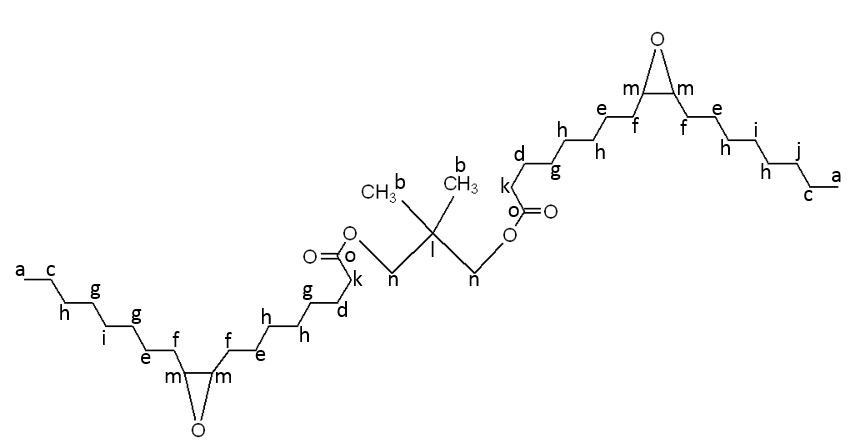 O
m m
e e
f f
h i
h h h
d j
g
b b
k a
CH3 CH3 c
o O
O O
O o l
a c k n n
g g d
h g h h
i f f
e e
m m
O